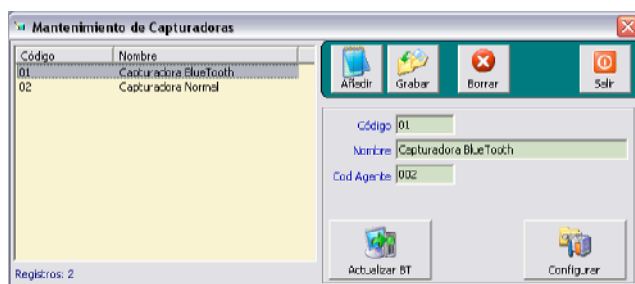 Mantenimiento de Capturadoras
Código Nombre
01 Capturadora BlueTooth
02 Capturadora Normal
Registros: 2
Añadir Grabar Borrar Salir
Código 01
Nombre Capturadora BlueTooth
Cod Agente 002
Actualizar BT Configurar